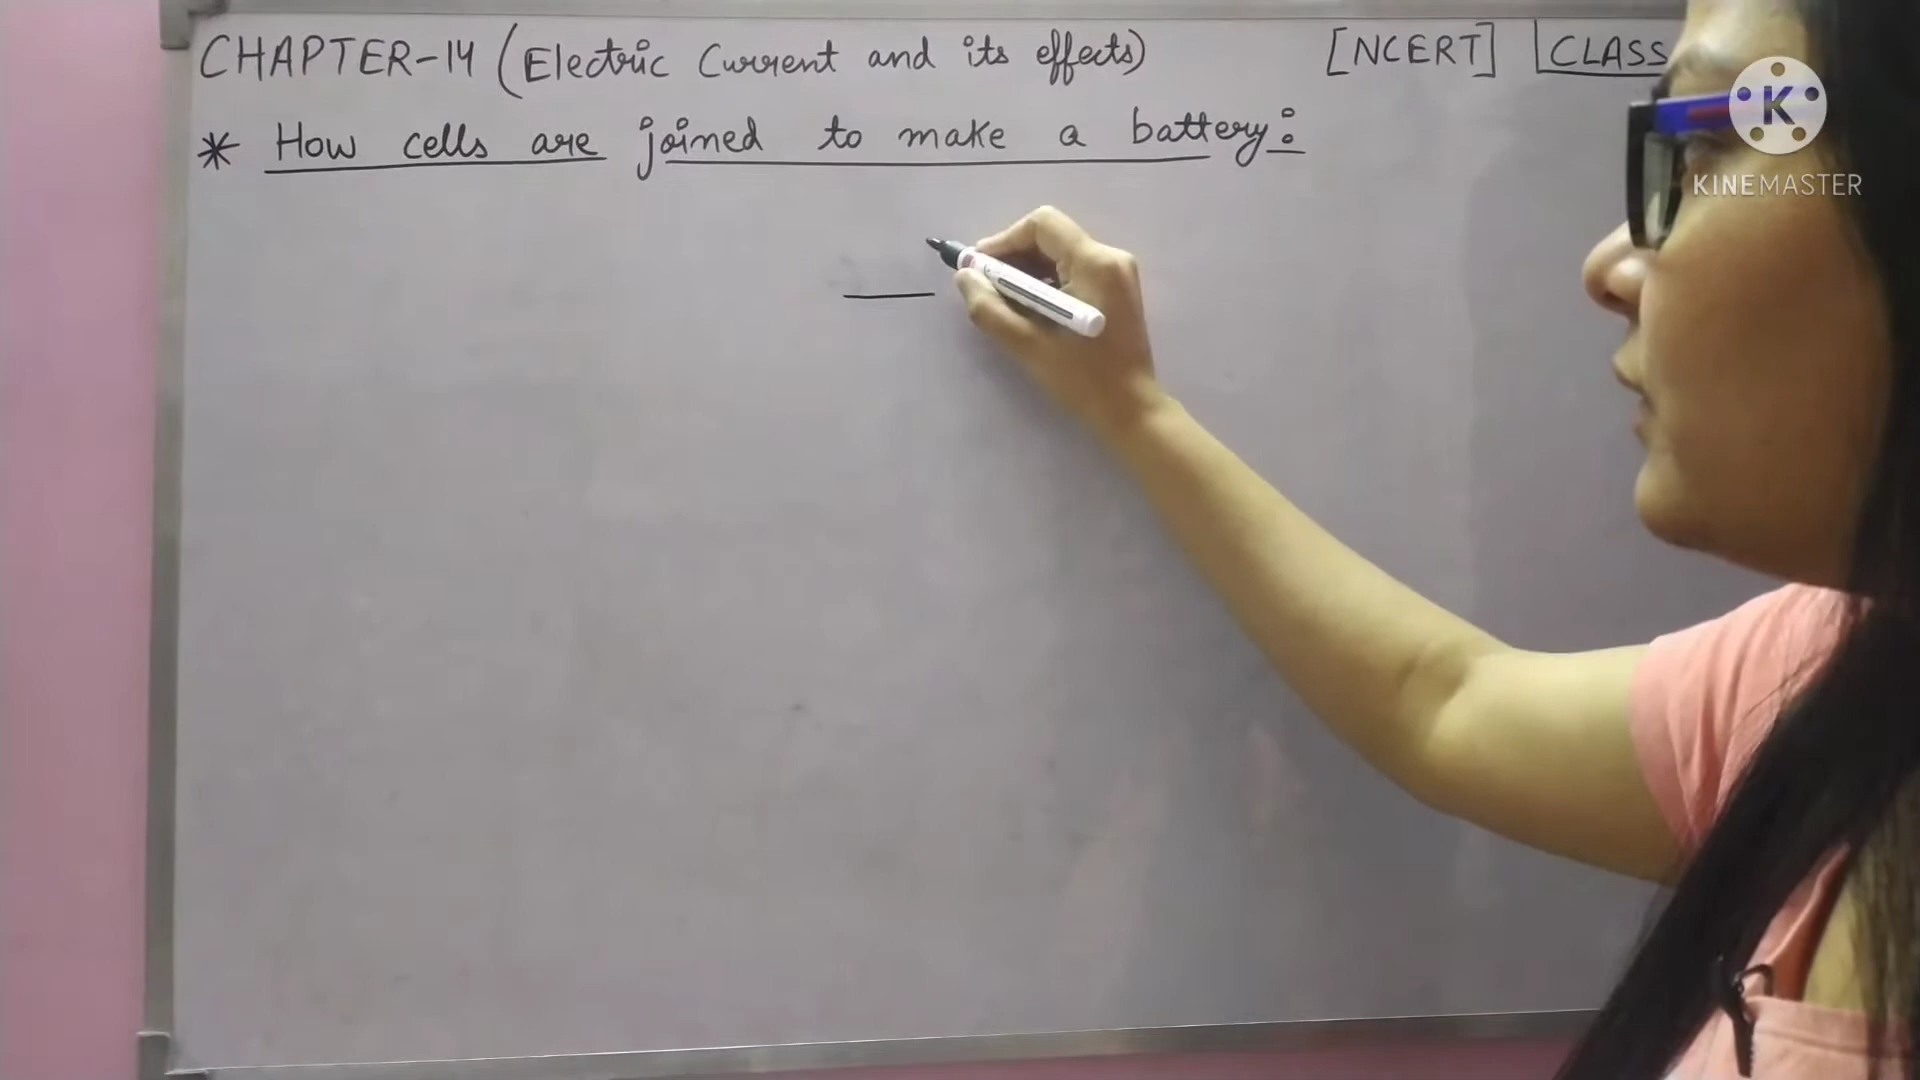 CHAPTER-14 (Electric Current and its effects) [NCERT] CLASS
* How cells are joined to make a battery:
K
KINEMASTER